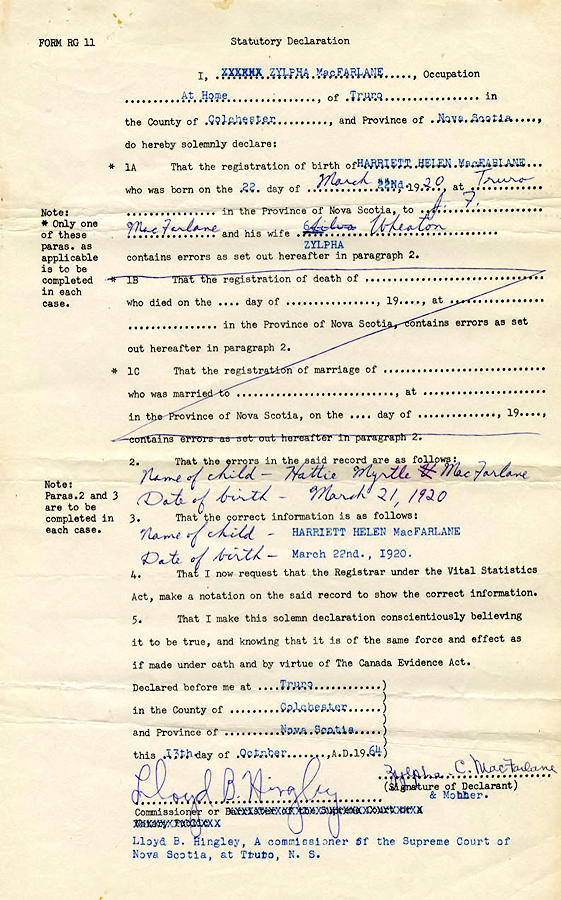 FORM RG 11
Statutory Declaration
I, .XXXXXX ZYLPHA MacFARLANE....., Occupation
..........At Home..............., of .Truro................... in
the County of .Colchester.........., and Province of .Nova Scotia....,
do hereby solemnly declare:
* 1A That the registration of birth of HARRIETT HELEN MacFARLANE...
who was born on the 22. day of .March 22nd.,19.20, at Truro
................ in the Province of Nova Scotia, to J. F.
MacFarlane and his wife Wheaton
ZYLPHA
contains errors as set out hereafter in paragraph 2.
Note:
* Only one
of these
paras. as
applicable
is to be
completed
in each
case.
* 1B That the registration of death of ................................
who died on the .... day of ................, 19...., at .................
................ in the Province of Nova Scotia, contains errors as set
out hereafter in paragraph 2.
* 1C That the registration of marriage of .............................
who was married to ............................, at ......................
in the Province of Nova Scotia, on the .... day of ............., 19....,
contains errors as set out hereafter in paragraph 2.
2. That the errors in the said record are as follows:
Name of child - Hattie Myrtle MacFarlane
Date of birth - March 21, 1920
Note:
Paras.2 and 3
are to be
completed in
each case.
3. That the correct information is as follows:
Name of child - HARRIETT HELEN MacFARLANE
Date of birth - March 22nd., 1920.
4. That I now request that the Registrar under the Vital Statistics
Act, make a notation on the said record to show the correct information.
5. That I make this solemn declaration conscientiously believing
it to be true, and knowing that it is of the same force and effect as
if made under oath and by virtue of The Canada Evidence Act.
Declared before me at ....Truro............)
in the County of .........Colchester......)
and Province of ..........Nova Scotia.....)
this .13th.day of October......,A.D.19.64)
Zylpha C. MacFarlane
(Signature of Declarant)
& Mother.
Lloyd B. Hingley
Commissioner or Barrister of the Supreme Court or a
Notary Public
Lloyd B. Hingley, A commissioner of the Supreme Court of
Nova Scotia, at Truro, N. S.